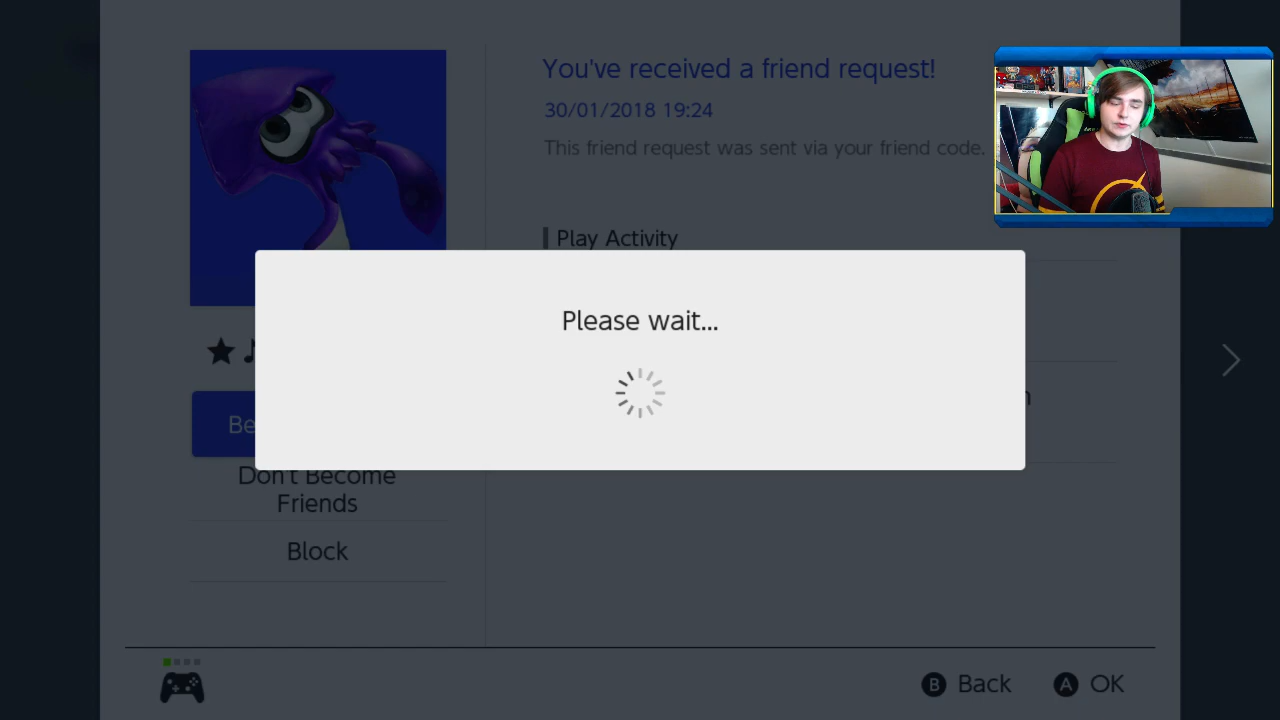 You've received a friend request!
30/01/2018 19:24
This friend request was sent via your friend code.
Play Activity
Please wait...
Don't Become
Friends
Block
B Back A OK